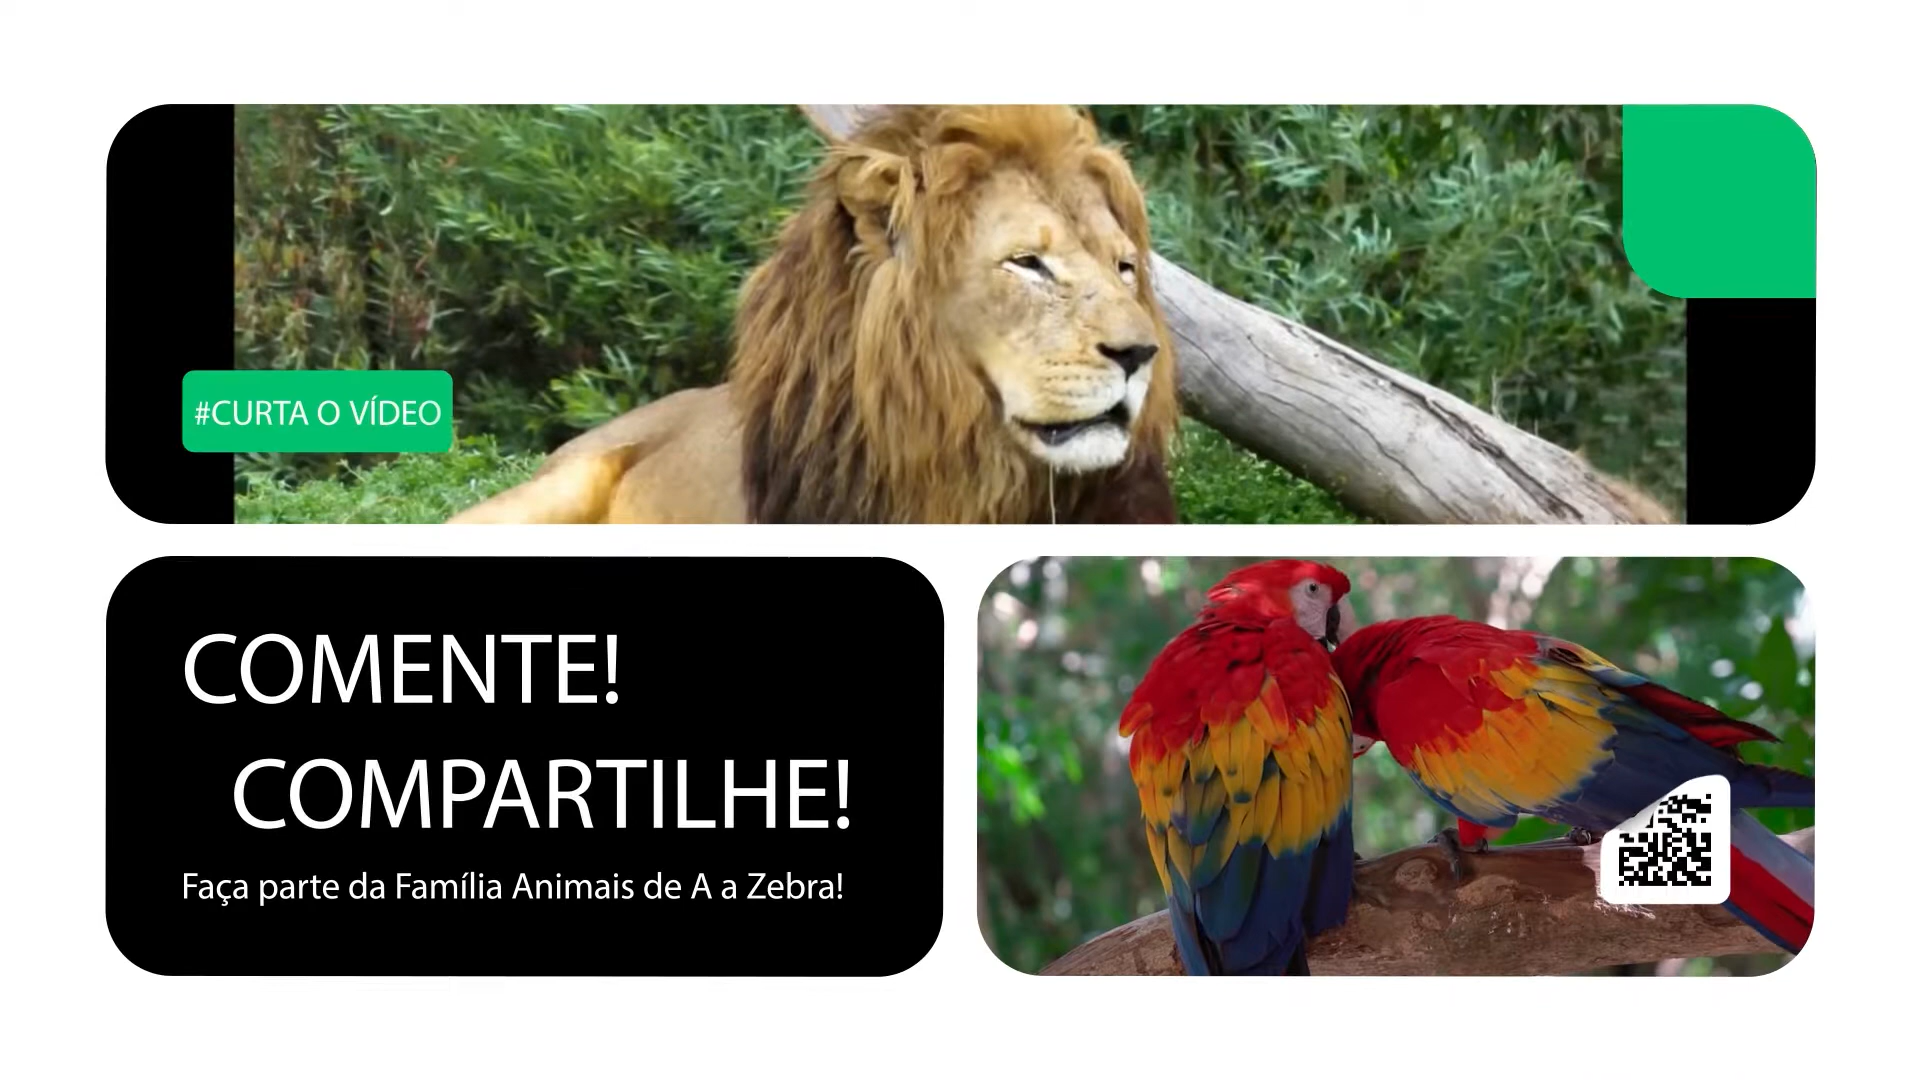 #CURTA O VÍDEO
COMENTE!
COMPARTILHE!
Faça parte da Família Animais de A a Zebra!